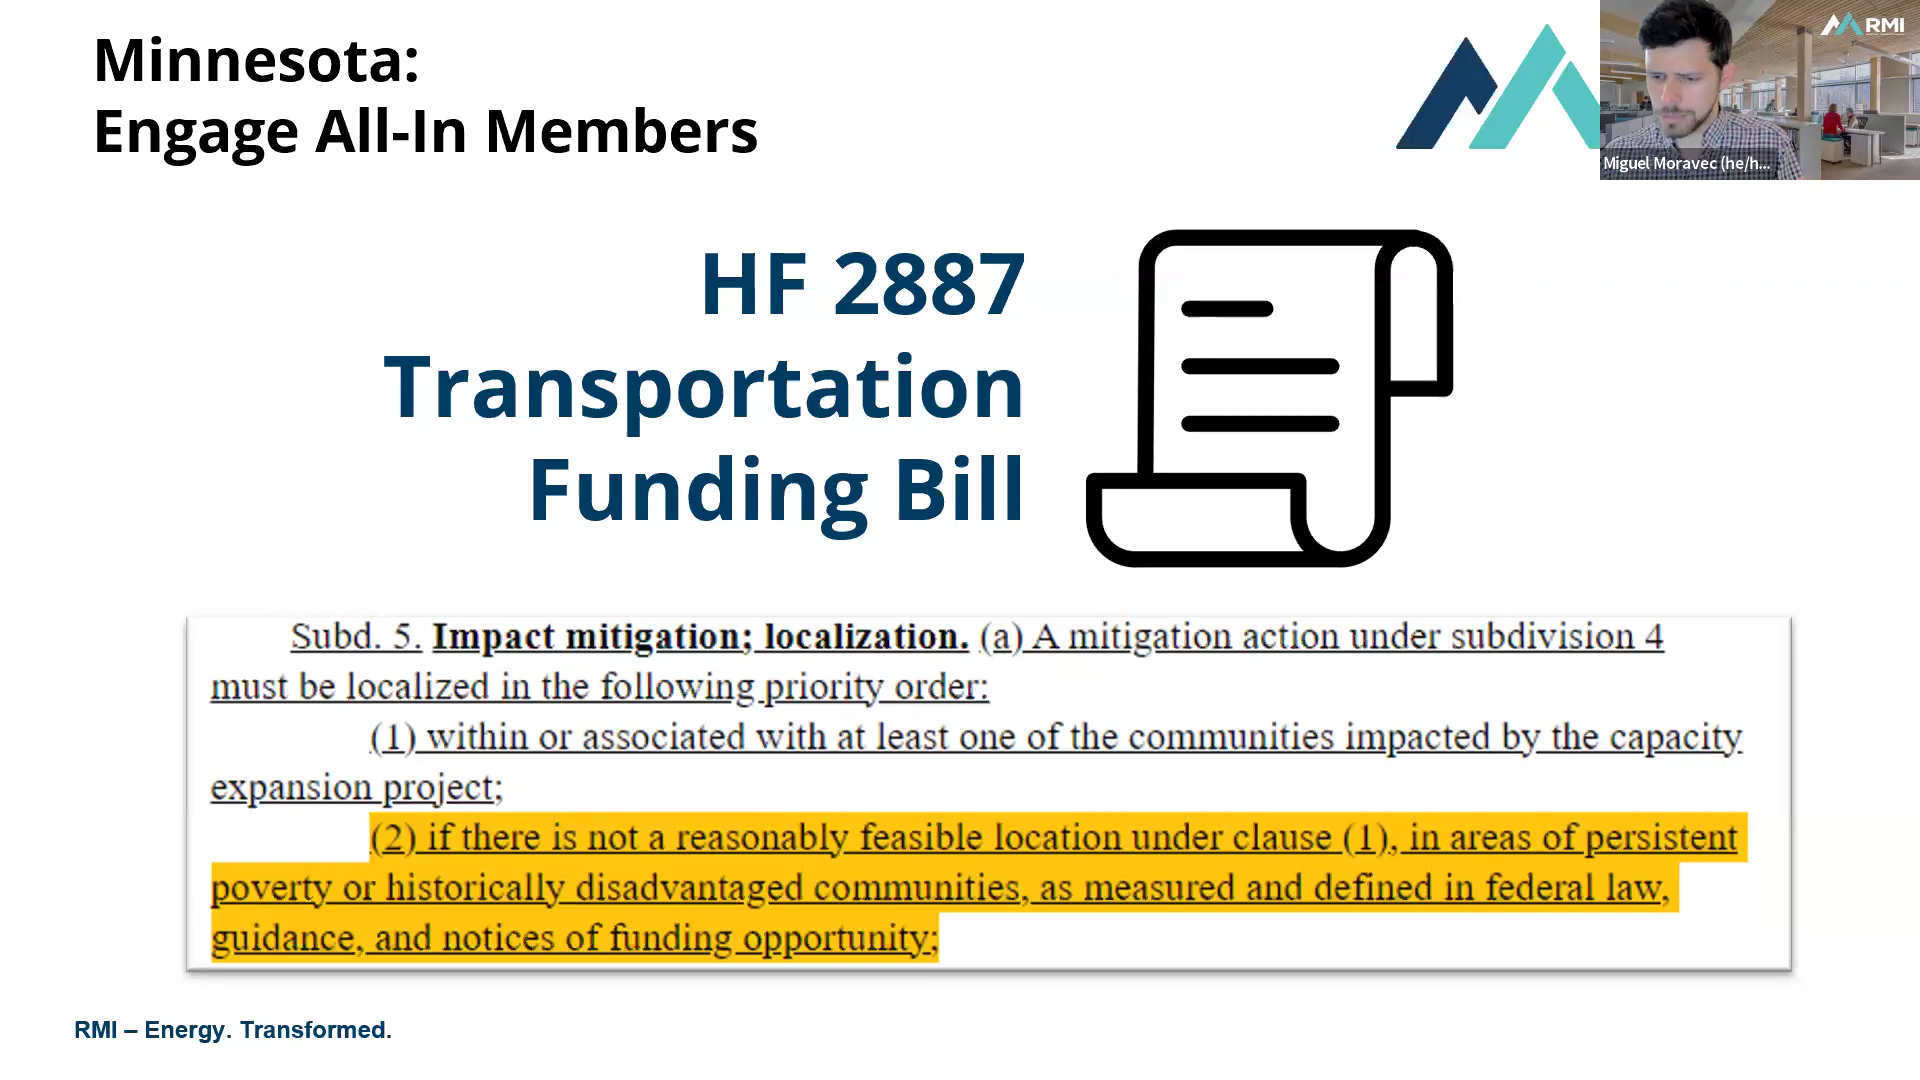 Minnesota:
Engage All-In Members
RMI
Miguel Moravec (he/h...
HF 2887
Transportation
Funding Bill
Subd. 5. Impact mitigation; localization. (a) A mitigation action under subdivision 4
must be localized in the following priority order:
(1) within or associated with at least one of the communities impacted by the capacity
expansion project;
(2) if there is not a reasonably feasible location under clause (1), in areas of persistent
poverty or historically disadvantaged communities, as measured and defined in federal law,
guidance, and notices of funding opportunity;
RMI – Energy. Transformed.